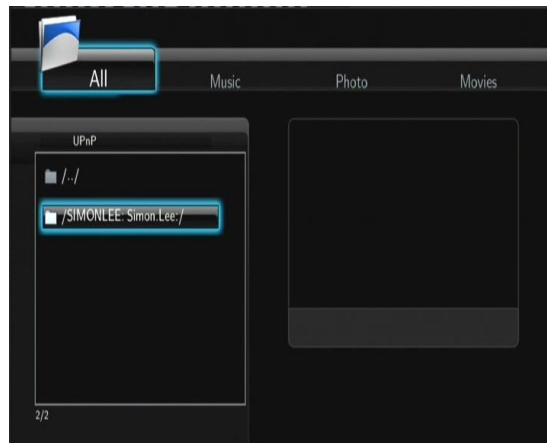 All
Music
Photo
Movies
UPnP
/../
/SIMONLEE: Simon.Lee:/
2/2